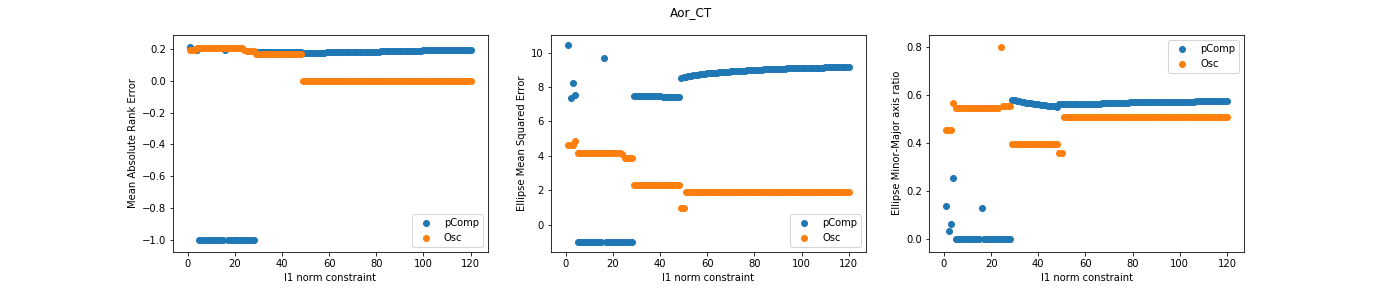 Aor_CT
Mean Absolute Rank Error
0.2
0.0
−0.2
−0.4
−0.6
−0.8
−1.0
0 20 40 60 80 100 120
l1 norm constraint
pComp
Osc
Ellipse Mean Squared Error
10
8
6
4
2
0
0 20 40 60 80 100 120
l1 norm constraint
pComp
Osc
Ellipse Minor-Major axis ratio
0.8
0.6
0.4
0.2
0.0
0 20 40 60 80 100 120
l1 norm constraint
pComp
Osc